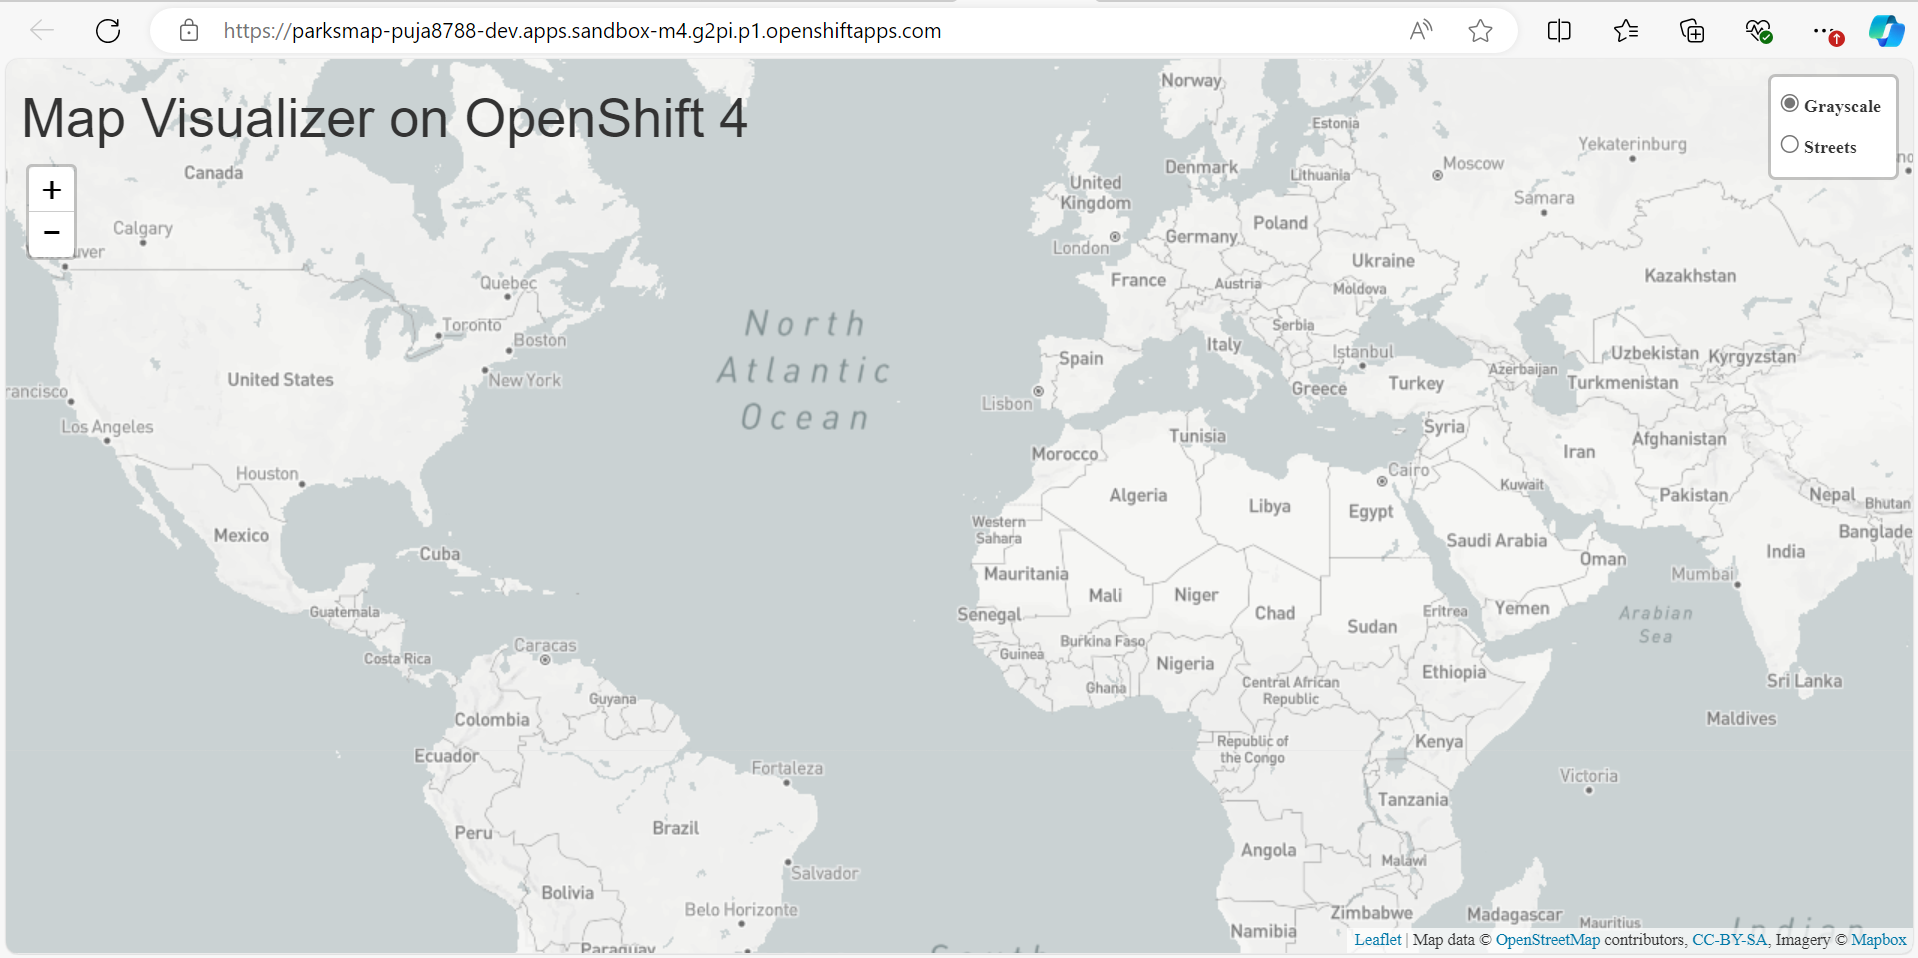 https://parksmap-puja8788-dev.apps.sandbox-m4.g2pi.p1.openshiftapps.com
Map Visualizer on OpenShift 4
+
−
Grayscale
Streets
Norway
Estonia
Yekaterinburg
Canada
Denmark
Lithuania
Moscow
United
Kingdom
Samara
Calgary
London
Germany
Poland
Ukraine
Kazakhstan
uver
Quebec
France
Austria
Moldova
Toronto
Boston
North
Atlantic
Ocean
Serbia
Italy
Istanbul
Spain
Uzbekistan
Kyrgyzstan
United States
New York
Greece
Turkey
Azerbaijan
Turkmenistan
rancisco
Lisbon
Los Angeles
Tunisia
Syria
Afghanistan
Morocco
Iran
Houston
Cairo
Algeria
Libya
Egypt
Kuwait
Pakistan
Nepal
Bhutan
Western
Sahara
Mexico
Saudi Arabia
Banglade
Cuba
Oman
India
Mauritania
Mali
Niger
Mumbai
Guatemala
Senegal
Chad
Eritrea
Yemen
Arabian
Sea
Sudan
Caracas
Burkina Faso
Costa Rica
Guinea
Nigeria
Ethiopia
Guyana
Ghana
Central African
Republic
Sri Lanka
Colombia
Maldives
Ecuador
Republic of
the Congo
Kenya
Fortaleza
Victoria
Tanzania
Peru
Brazil
Angola
Malawi
Salvador
Bolivia
Belo Horizonte
Zimbabwe
Madagascar
Mauritius
Namibia
Indian
Paraguay
South
Leaflet | Map data © OpenStreetMap contributors, CC-BY-SA, Imagery © Mapbox